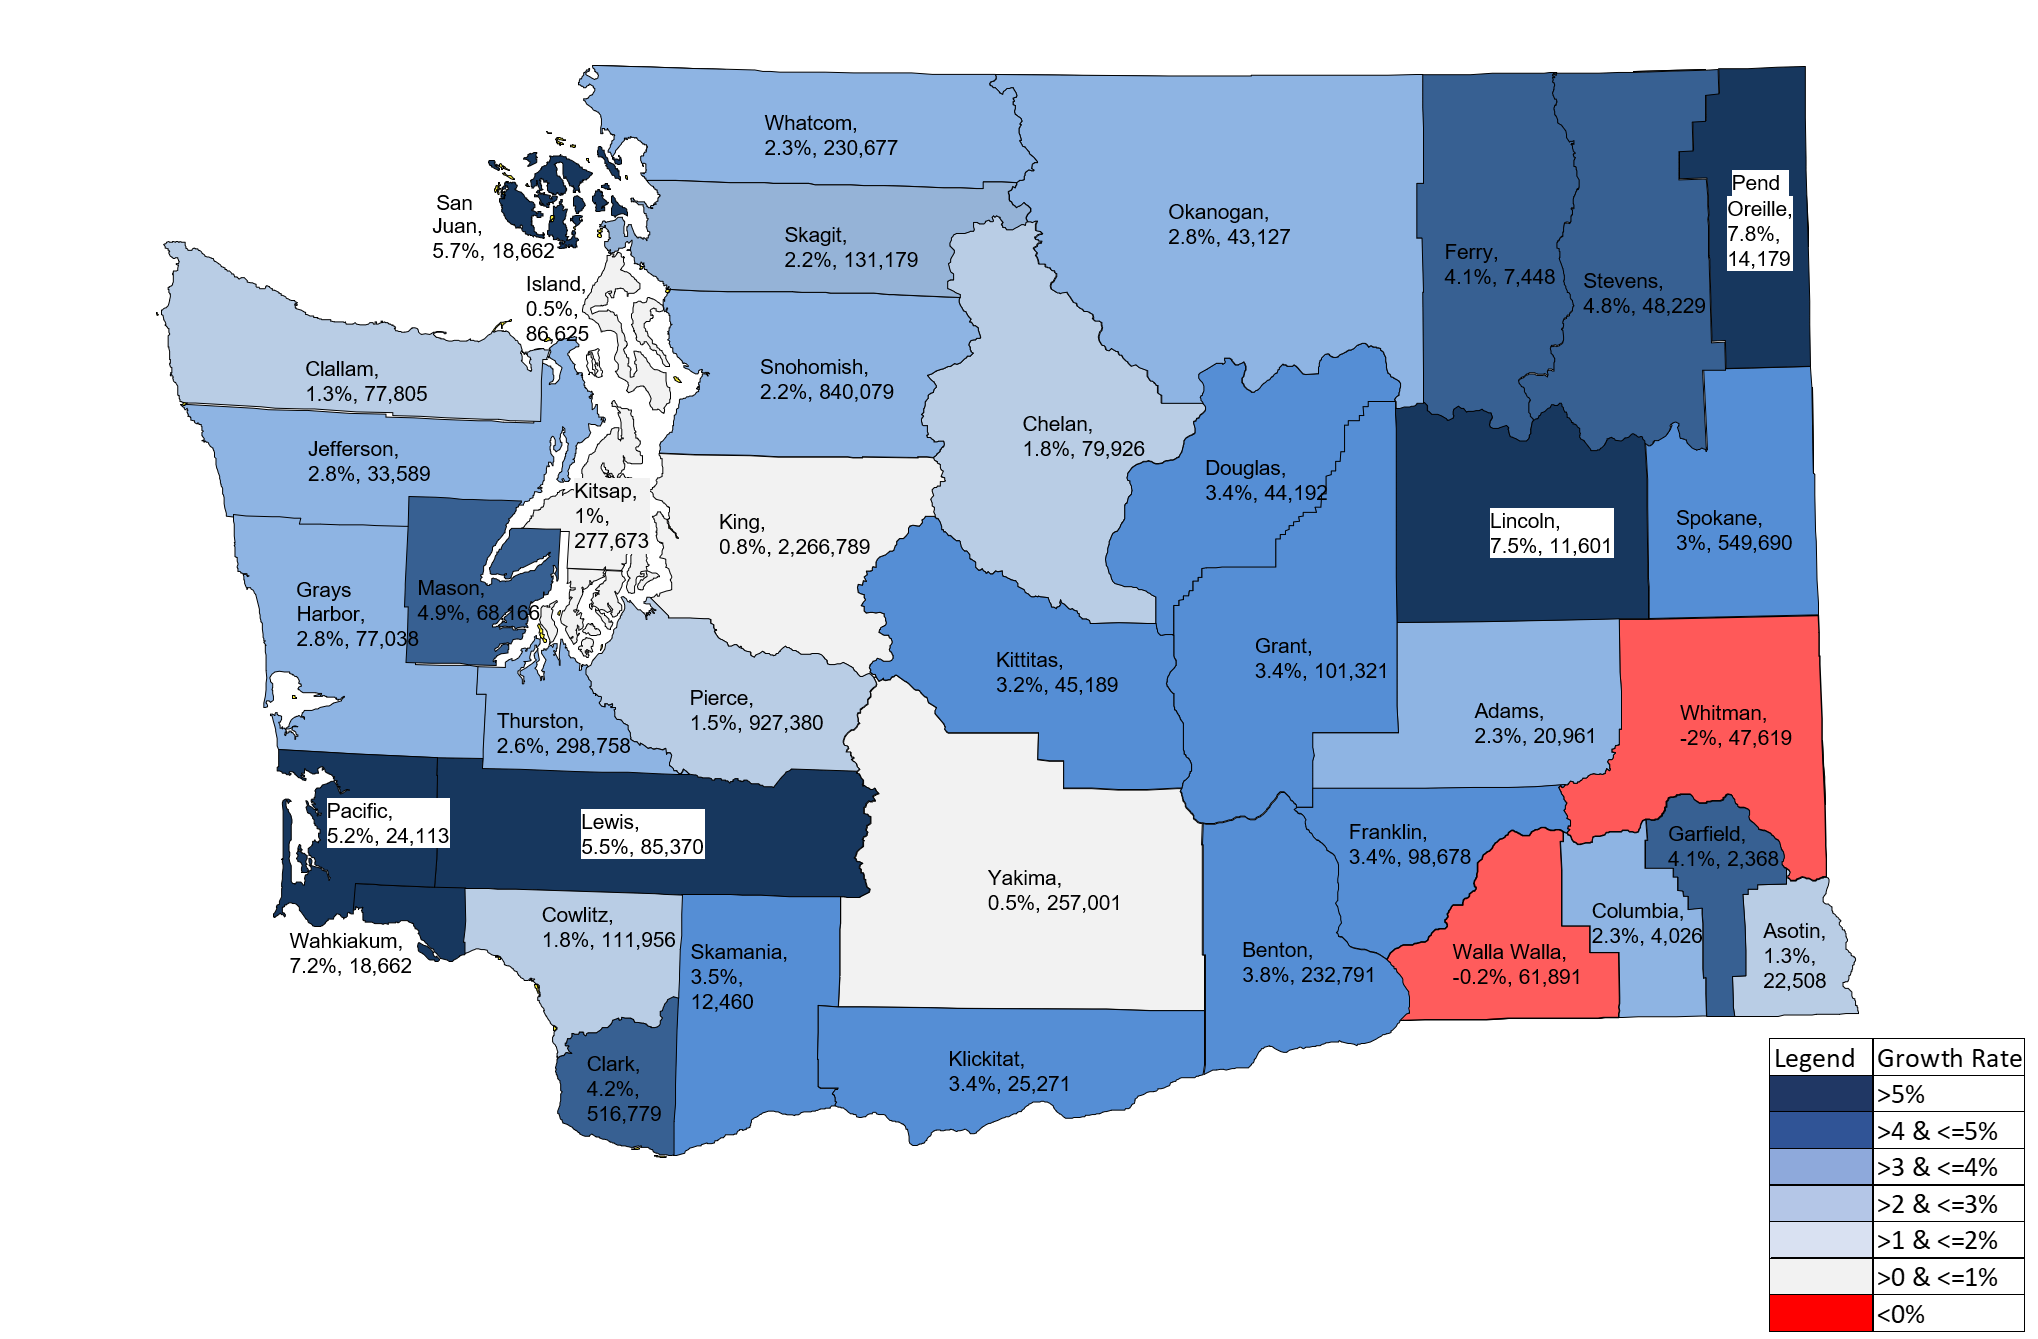 Whatcom,
2.3%, 230,677
San
Juan,
5.7%, 18,662
Skagit,
2.2%, 131,179
Okanogan,
2.8%, 43,127
Ferry,
4.1%, 7,448
Stevens,
4.8%, 48,229
Pend
Oreille,
7.8%,
14,179
Island,
0.5%,
86,625
Clallam,
1.3%, 77,805
Snohomish,
2.2%, 840,079
Jefferson,
2.8%, 33,589
Chelan,
1.8%, 79,926
Douglas,
3.4%, 44,192
Kitsap,
1%,
277,673
King,
0.8%, 2,266,789
Lincoln,
7.5%, 11,601
Spokane,
3%, 549,690
Grays
Harbor,
2.8%, 77,038
Mason,
4.9%, 68,166
Kittitas,
3.2%, 45,189
Grant,
3.4%, 101,321
Pierce,
1.5%, 927,380
Thurston,
2.6%, 298,758
Adams,
2.3%, 20,961
Whitman,
-2%, 47,619
Pacific,
5.2%, 24,113
Lewis,
5.5%, 85,370
Franklin,
3.4%, 98,678
Garfield,
4.1%, 2,368
Yakima,
0.5%, 257,001
Wahkiakum,
7.2%, 18,662
Cowlitz,
1.8%, 111,956
Skamania,
3.5%,
12,460
Benton,
3.8%, 232,791
Walla Walla,
-0.2%, 61,891
Columbia,
2.3%, 4,026
Asotin,
1.3%,
22,508
Clark,
4.2%,
516,779
Klickitat,
3.4%, 25,271
Legend Growth Rate
>5%
>4 & <=5%
>3 & <=4%
>2 & <=3%
>1 & <=2%
>0 & <=1%
<0%